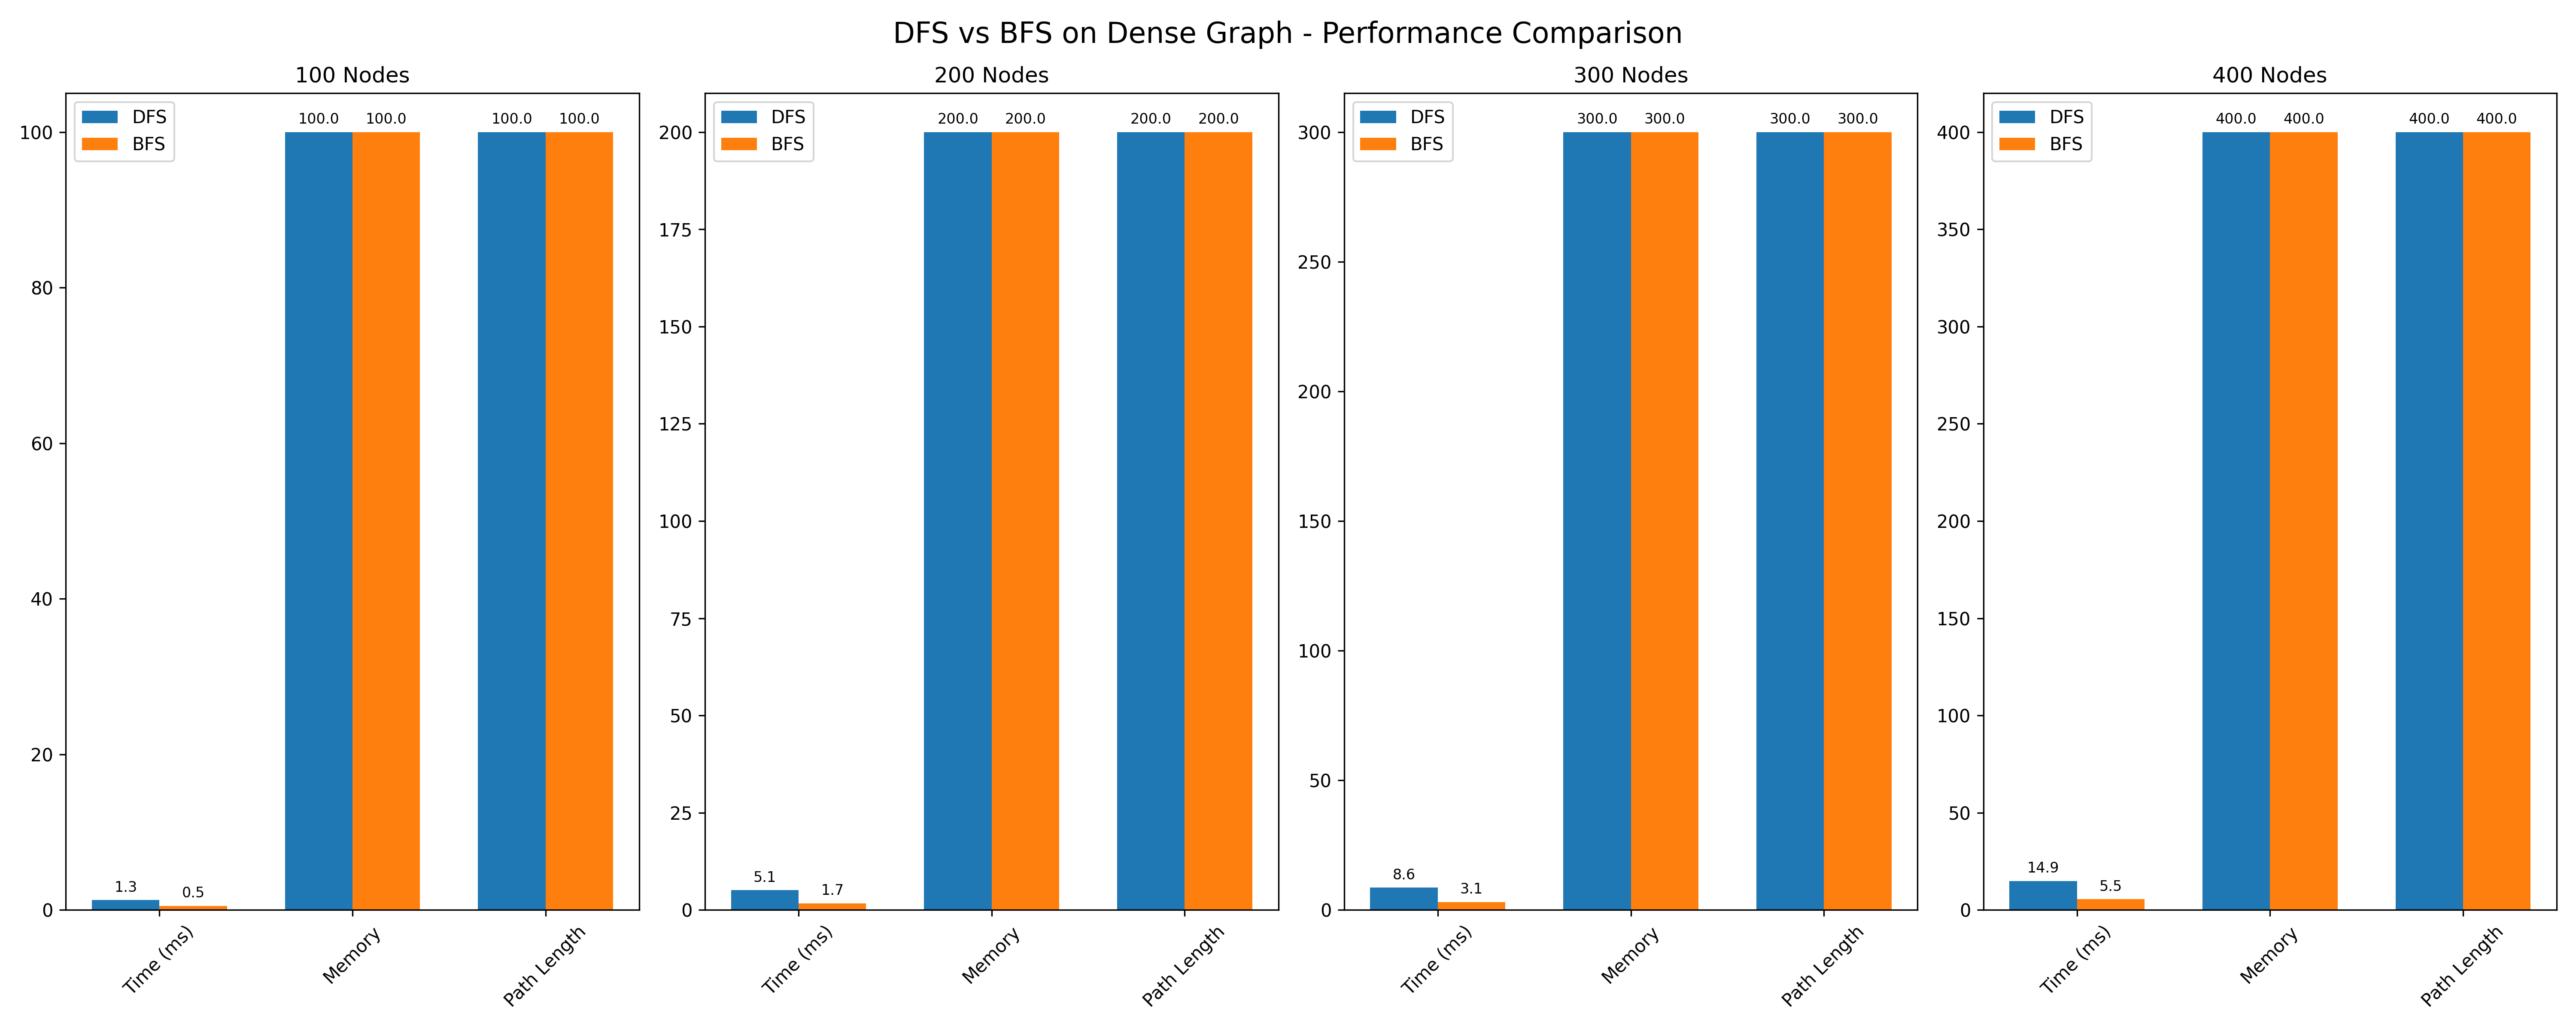 DFS vs BFS on Dense Graph - Performance Comparison
100 Nodes
DFS
BFS
100.0 100.0 100.0 100.0
100
80
60
40
20
0
1.3 0.5
Time (ms) Memory Path Length
200 Nodes
DFS
BFS
200.0 200.0 200.0 200.0
200
175
150
125
100
75
50
25
0
5.1 1.7
Time (ms) Memory Path Length
300 Nodes
DFS
BFS
300.0 300.0 300.0 300.0
300
250
200
150
100
50
0
8.6 3.1
Time (ms) Memory Path Length
400 Nodes
DFS
BFS
400.0 400.0 400.0 400.0
400
350
300
250
200
150
100
50
0
14.9 5.5
Time (ms) Memory Path Length